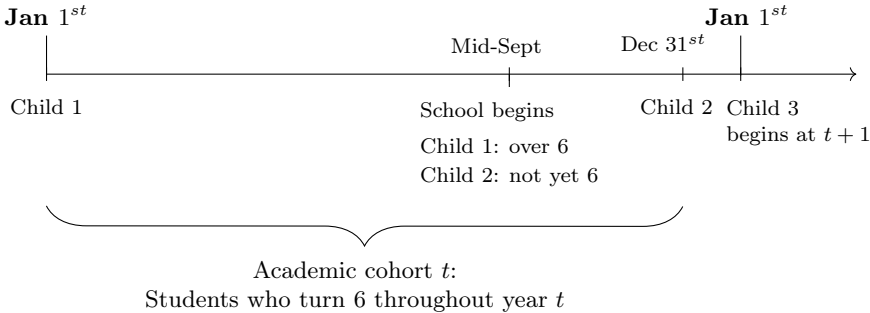 Jan 1st
Jan 1st
Mid-Sept
Dec 31st
Child 1
School begins
Child 2
Child 3
begins at t + 1
Child 1: over 6
Child 2: not yet 6
Academic cohort t:
Students who turn 6 throughout year t